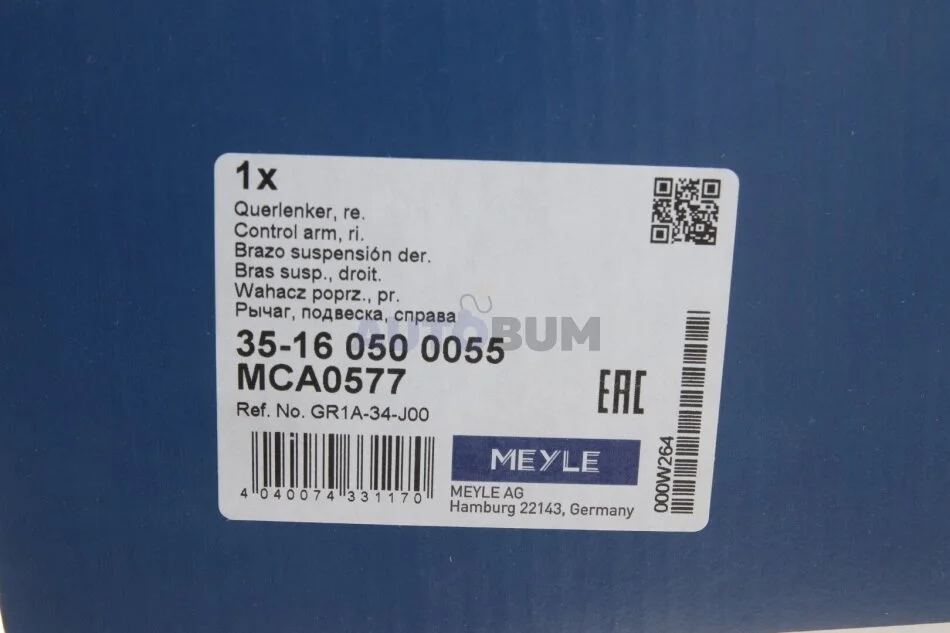 1x
Querlenker, re.
Control arm, ri.
Brazo suspensión der.
Bras susp., droit.
Wahacz poprz., pr.
Рычаг, подвеска, справа
AUTOBUM
35-16 050 0055
MCA0577
Ref. No. GR1A-34-J00
EAC
4 040074 331170
MEYLE
MEYLE AG
Hamburg 22143, Germany
000W264